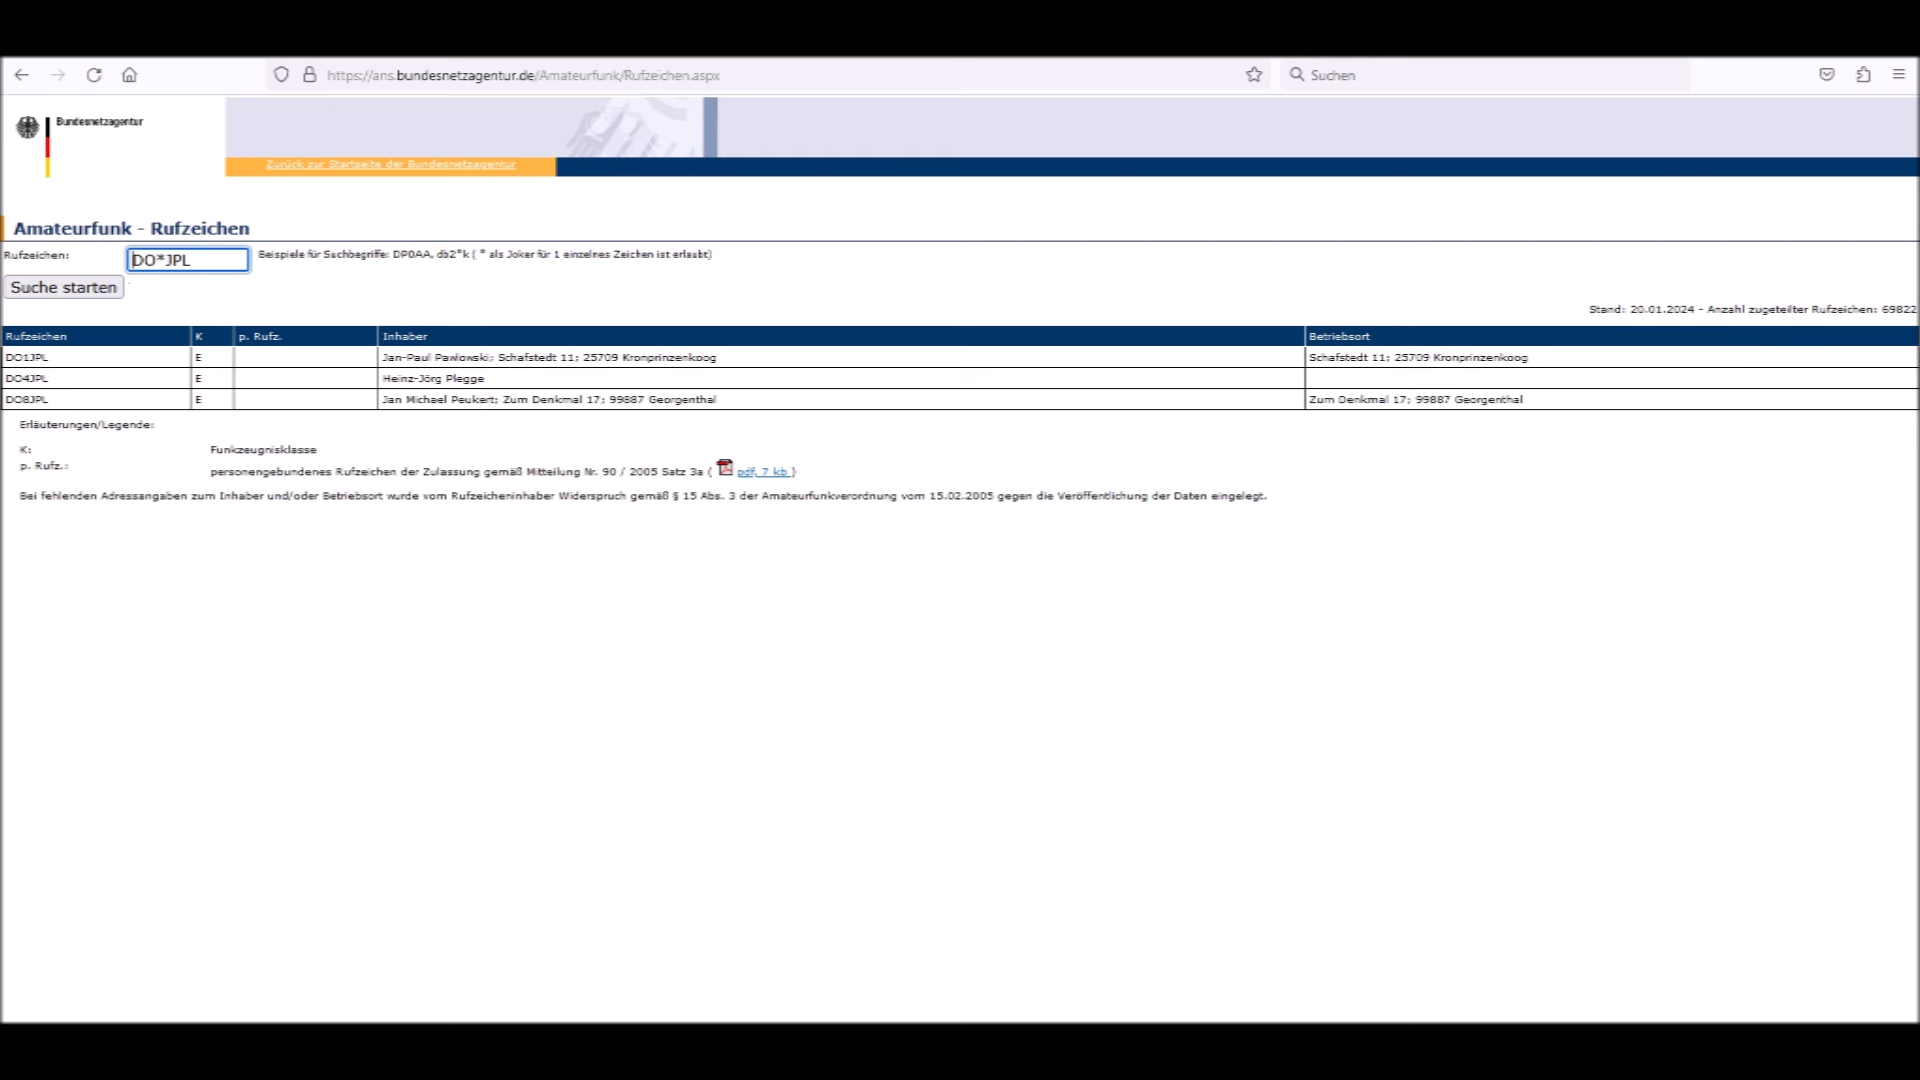 https://ans.bundesnetzagentur.de/Amateurfunk/Rufzeichen.aspx
Suchen
Bundesnetzagentur
Zurück zur Startseite der Bundesnetzagentur
Amateurfunk - Rufzeichen
Rufzeichen: DO*JPL Beispiele für Suchbegriffe: DP0AA, db2*k ( * als Joker für 1 einzelnes Zeichen ist erlaubt)
Suche starten
Stand: 20.01.2024 - Anzahl zugeteilter Rufzeichen: 69822
Rufzeichen K p. Rufz. Inhaber Betriebsort
DO1JPL E Jan-Paul Pawlowski; Schafstedt 11; 25709 Kronprinzenkoog Schafstedt 11; 25709 Kronprinzenkoog
DO4JPL E Heinz-Jörg Plegge
DO8JPL E Jan Michael Peukert; Zum Denkmal 17; 99887 Georgenthal Zum Denkmal 17; 99887 Georgenthal
Erläuterungen/Legende:
K: Funkzeugnisklasse
p. Rufz.: personengebundenes Rufzeichen der Zulassung gemäß Mitteilung Nr. 90 / 2005 Satz 3a ( pdf, 7 kb )
Bei fehlenden Adressangaben zum Inhaber und/oder Betriebsort wurde vom Rufzeicheninhaber Widerspruch gemäß § 15 Abs. 3 der Amateurfunkverordnung vom 15.02.2005 gegen die Veröffentlichung der Daten eingelegt.